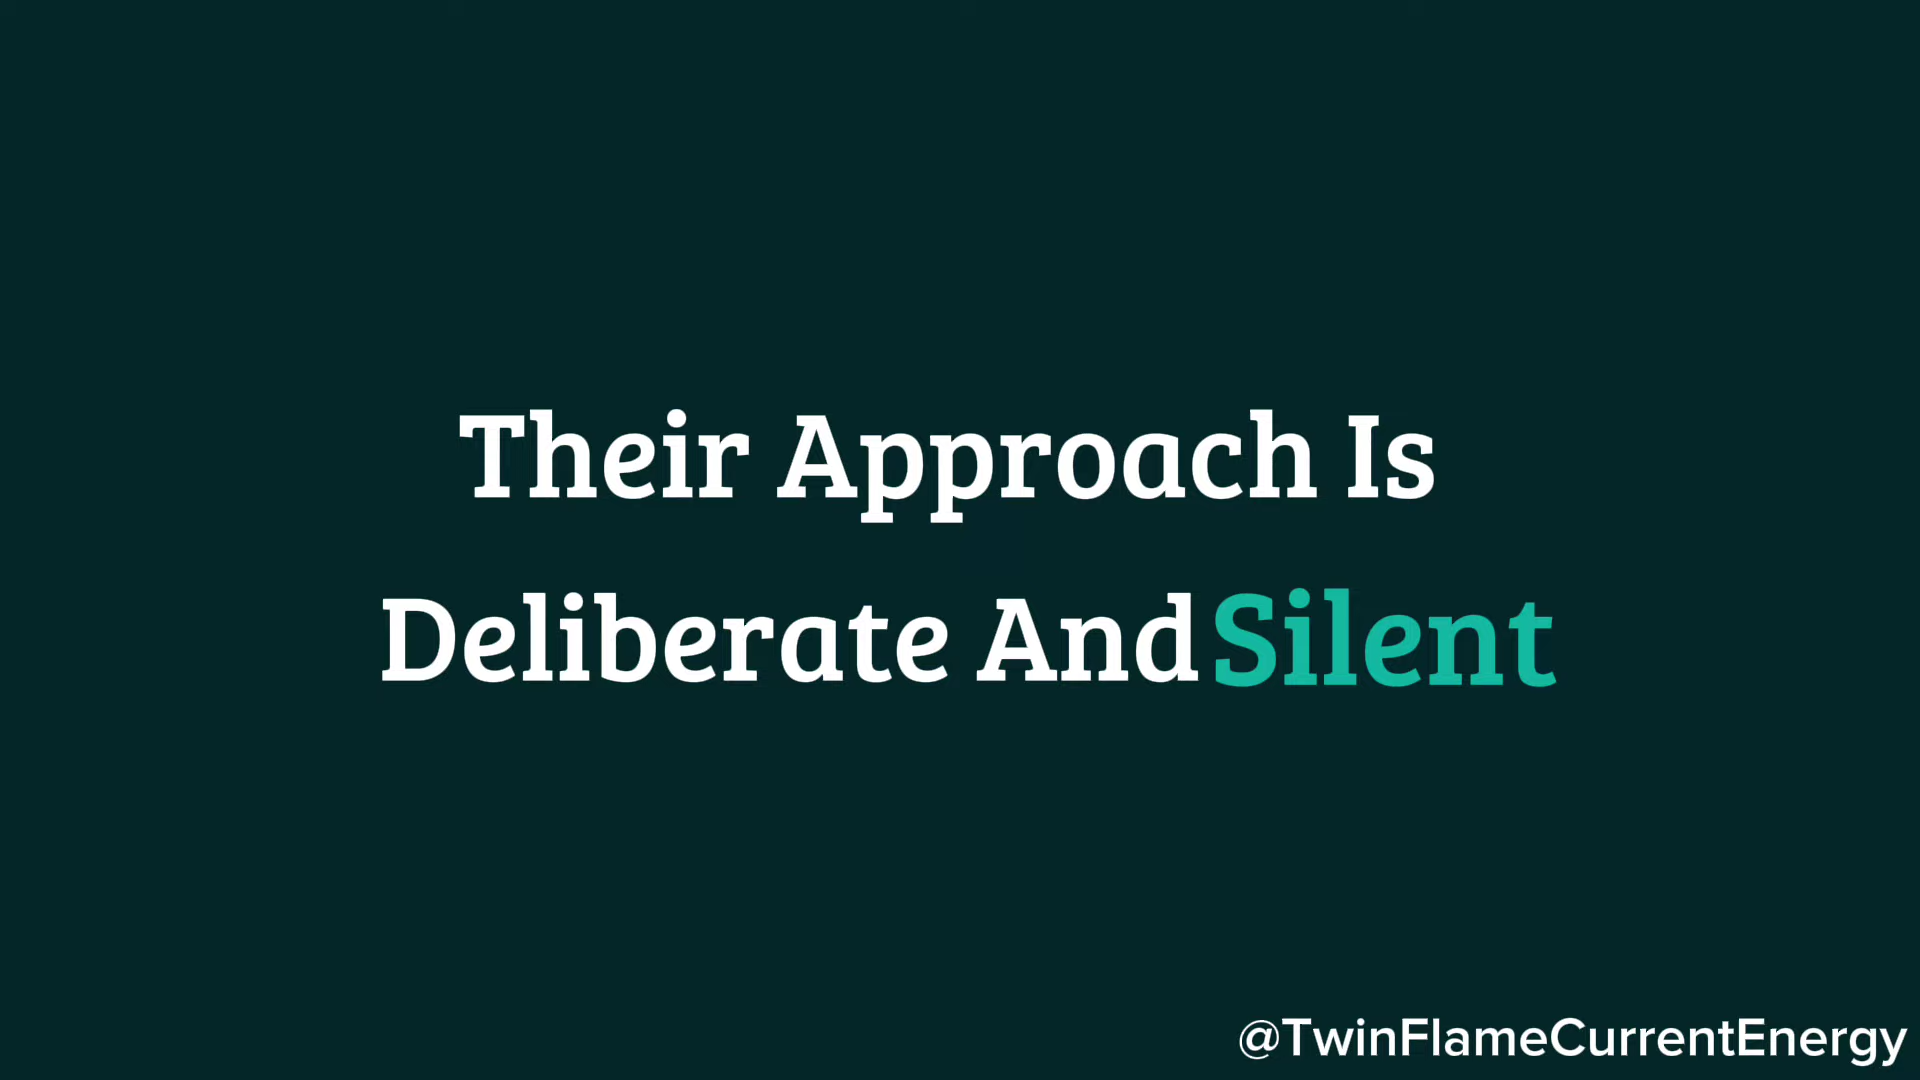 Their Approach Is
Deliberate And Silent
@TwinFlameCurrentEnergy